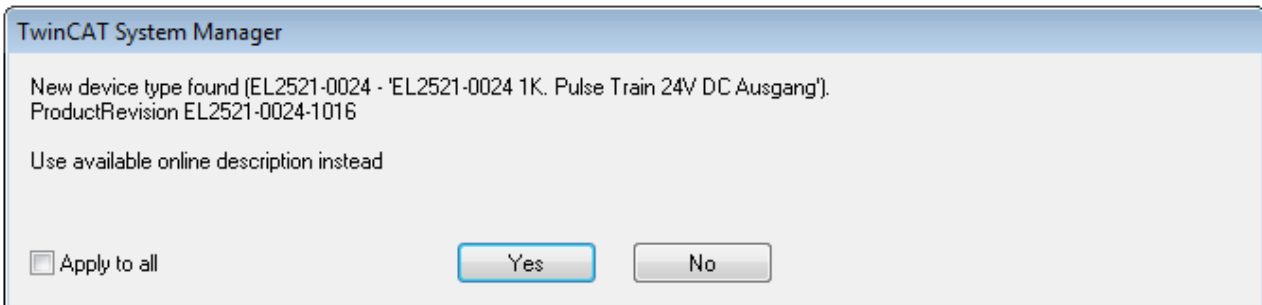 TwinCAT System Manager
New device type found (EL2521-0024 - 'EL2521-0024 1K. Pulse Train 24V DC Ausgang').
ProductRevision EL2521-0024-1016
Use available online description instead
Apply to all
Yes
No